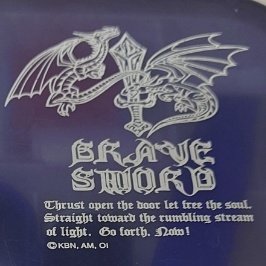 BRAVE
SWORD
Thrust open the door let free the soul.
Straight toward the rumbling stream
of light. Go forth. Now!
©KBN, AM, OI